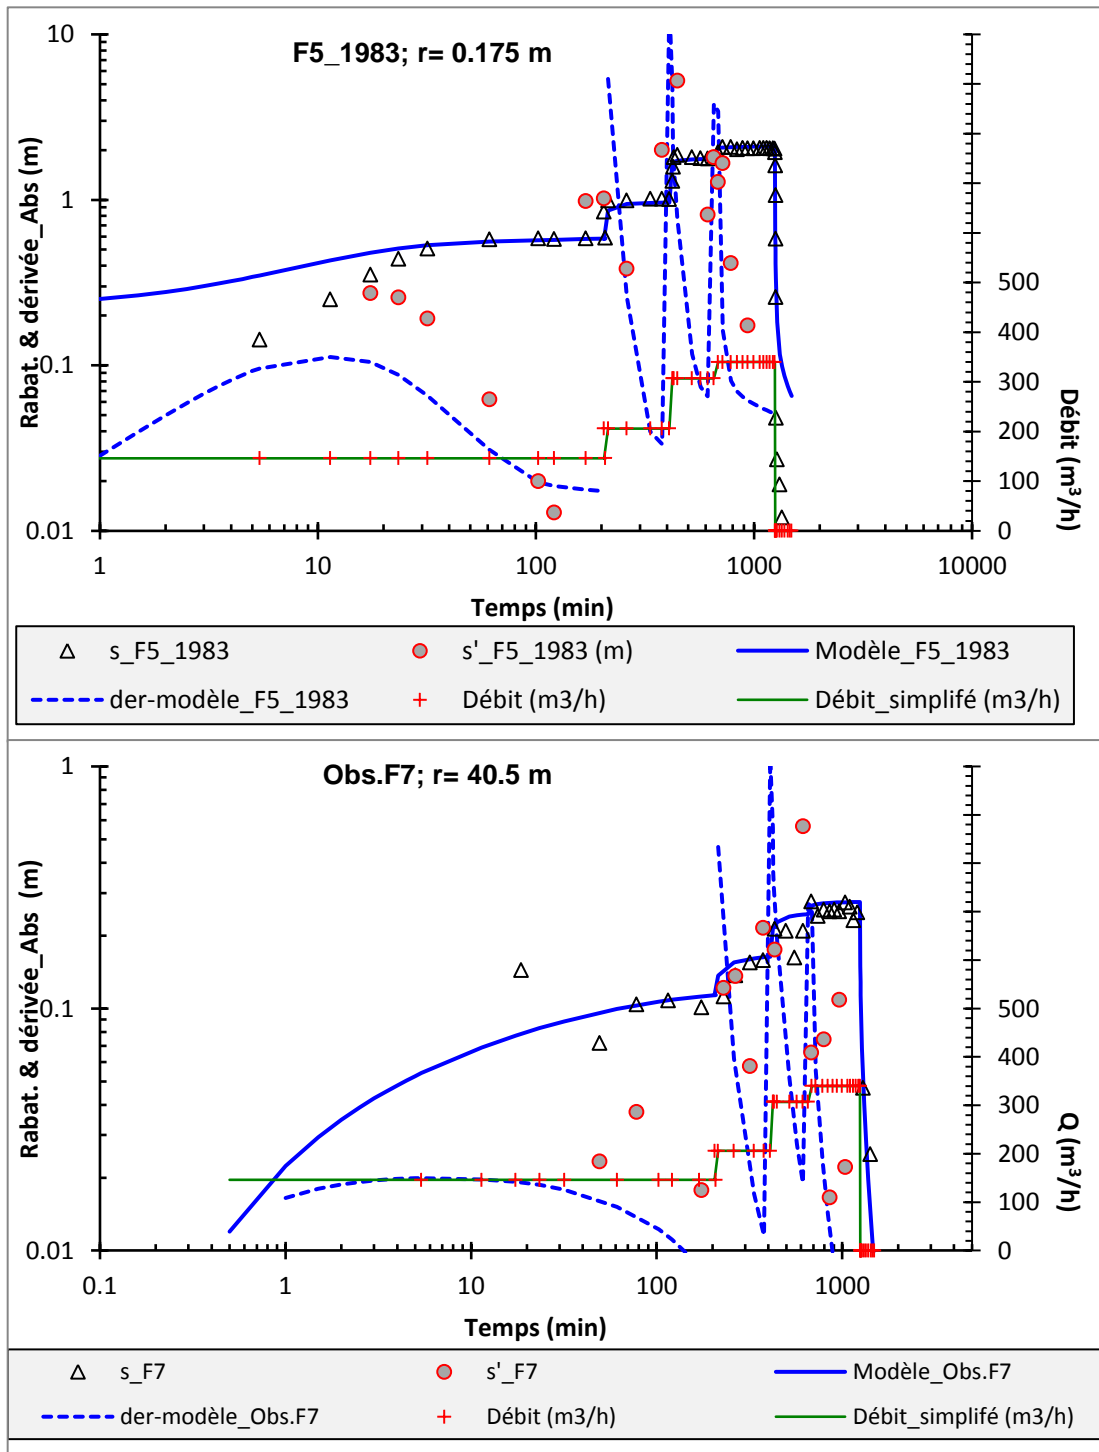 F5_1983; r= 0.175 m
Rabat. & dérivée_Abs (m)
10
1
0.1
0.01
500
400
300
200
100
0
Débit (m³/h)
1
10
100
1000
10000
Temps (min)
s_F5_1983
s'_F5_1983 (m)
Modèle_F5_1983
der-modèle_F5_1983
Débit (m3/h)
Débit_simplifé (m3/h)
Obs.F7; r= 40.5 m
Rabat. & dérivée_Abs (m)
1
0.1
0.01
500
400
300
200
100
0
Q (m³/h)
0.1
1
10
100
1000
Temps (min)
s_F7
s'_F7
Modèle_Obs.F7
der-modèle_Obs.F7
Débit (m3/h)
Débit_simplifé (m3/h)